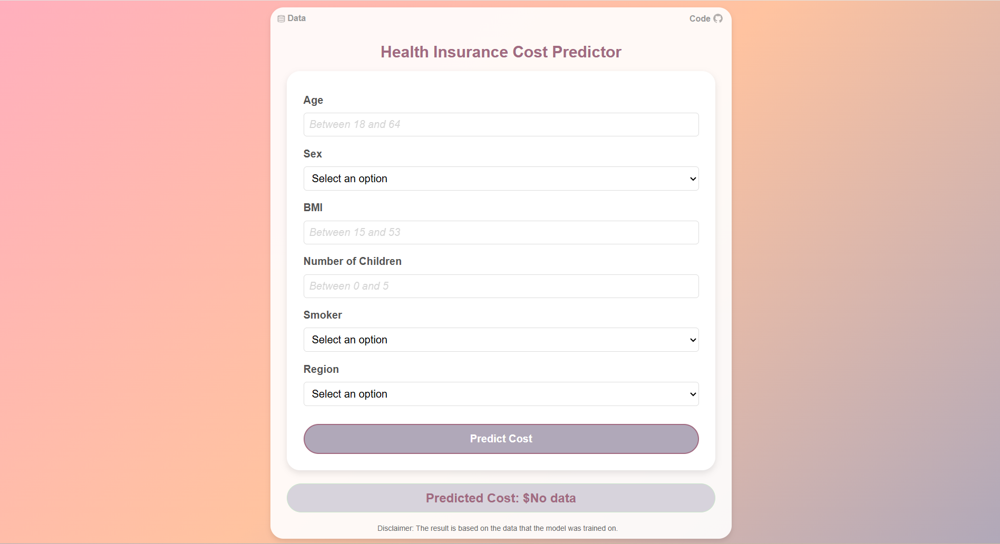 Data
Code
Health Insurance Cost Predictor
Age
Between 18 and 64
Sex
Select an option
BMI
Between 15 and 53
Number of Children
Between 0 and 5
Smoker
Select an option
Region
Select an option
Predict Cost
Predicted Cost: $No data
Disclaimer: The result is based on the data that the model was trained on.